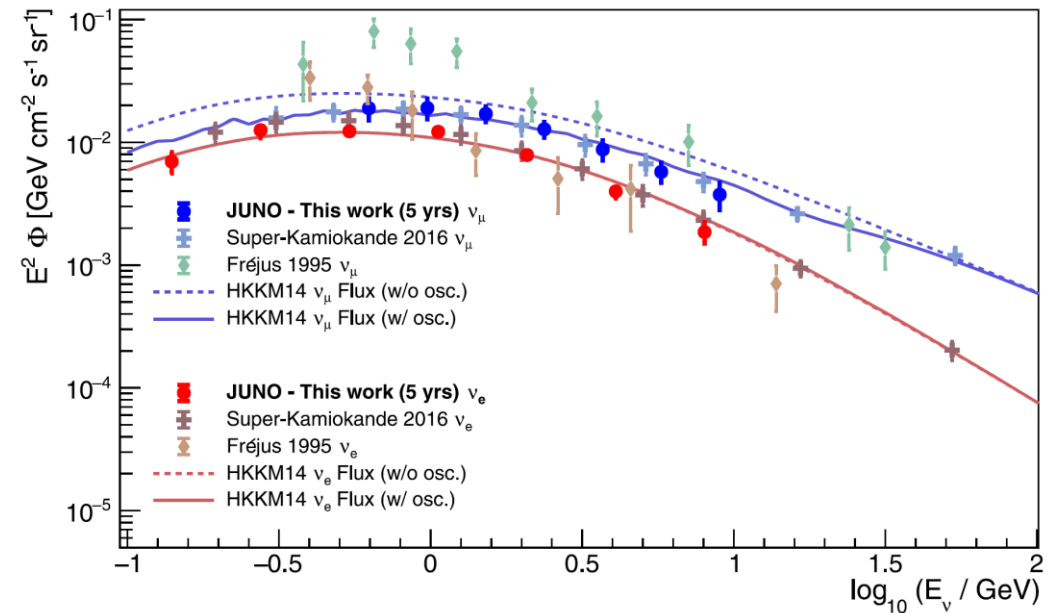 E² Φ [GeV cm⁻² s⁻¹ sr⁻¹]
10⁻¹
10⁻²
10⁻³
10⁻⁴
10⁻⁵
JUNO - This work (5 yrs) νμ
Super-Kamiokande 2016 νμ
Fréjus 1995 νμ
HKKM14 νμ Flux (w/o osc.)
HKKM14 νμ Flux (w/ osc.)
JUNO - This work (5 yrs) νe
Super-Kamiokande 2016 νe
Fréjus 1995 νe
HKKM14 νe Flux (w/o osc.)
HKKM14 νe Flux (w/ osc.)
−1 −0.5 0 0.5 1 1.5 2
log₁₀ (Eν / GeV)